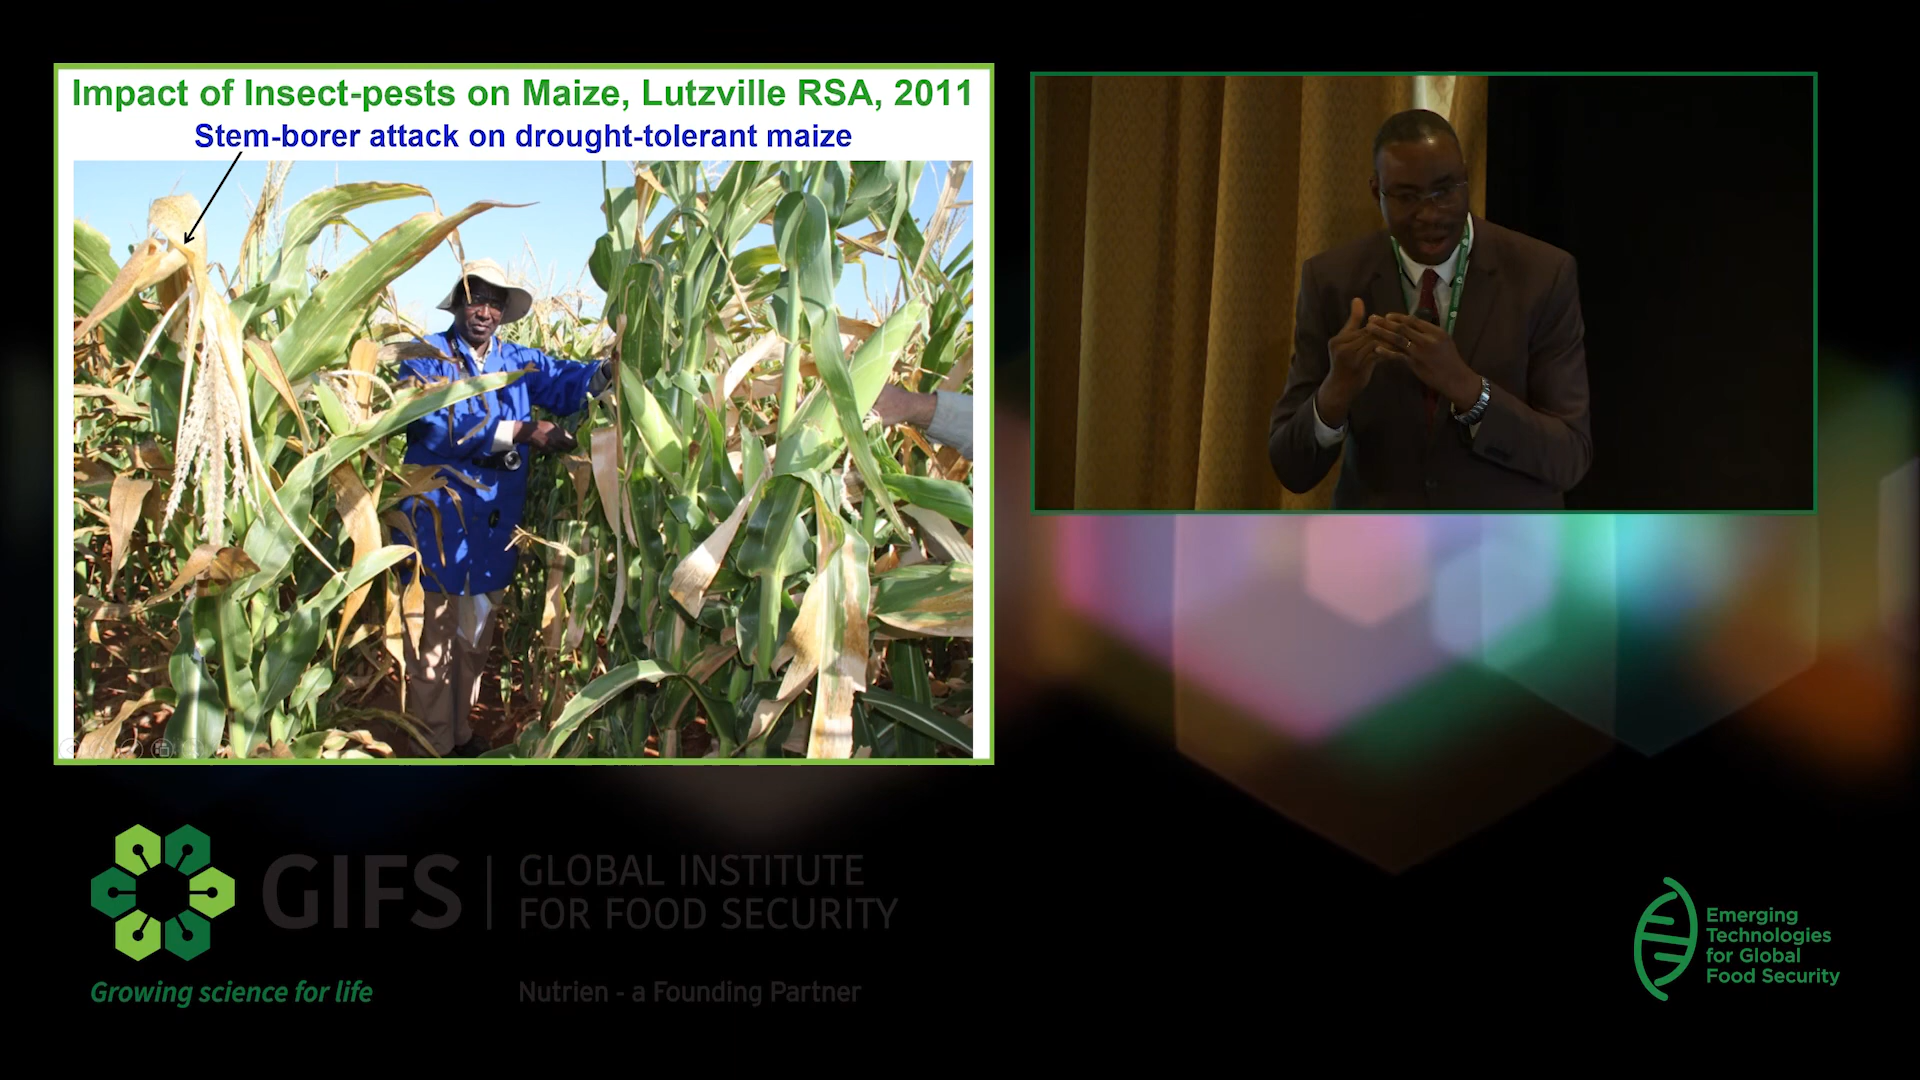 Impact of Insect-pests on Maize, Lutzville RSA, 2011
Stem-borer attack on drought-tolerant maize
GIFS
GLOBAL INSTITUTE
FOR FOOD SECURITY
Growing science for life
Nutrien - a Founding Partner
Emerging
Technologies
for Global
Food Security